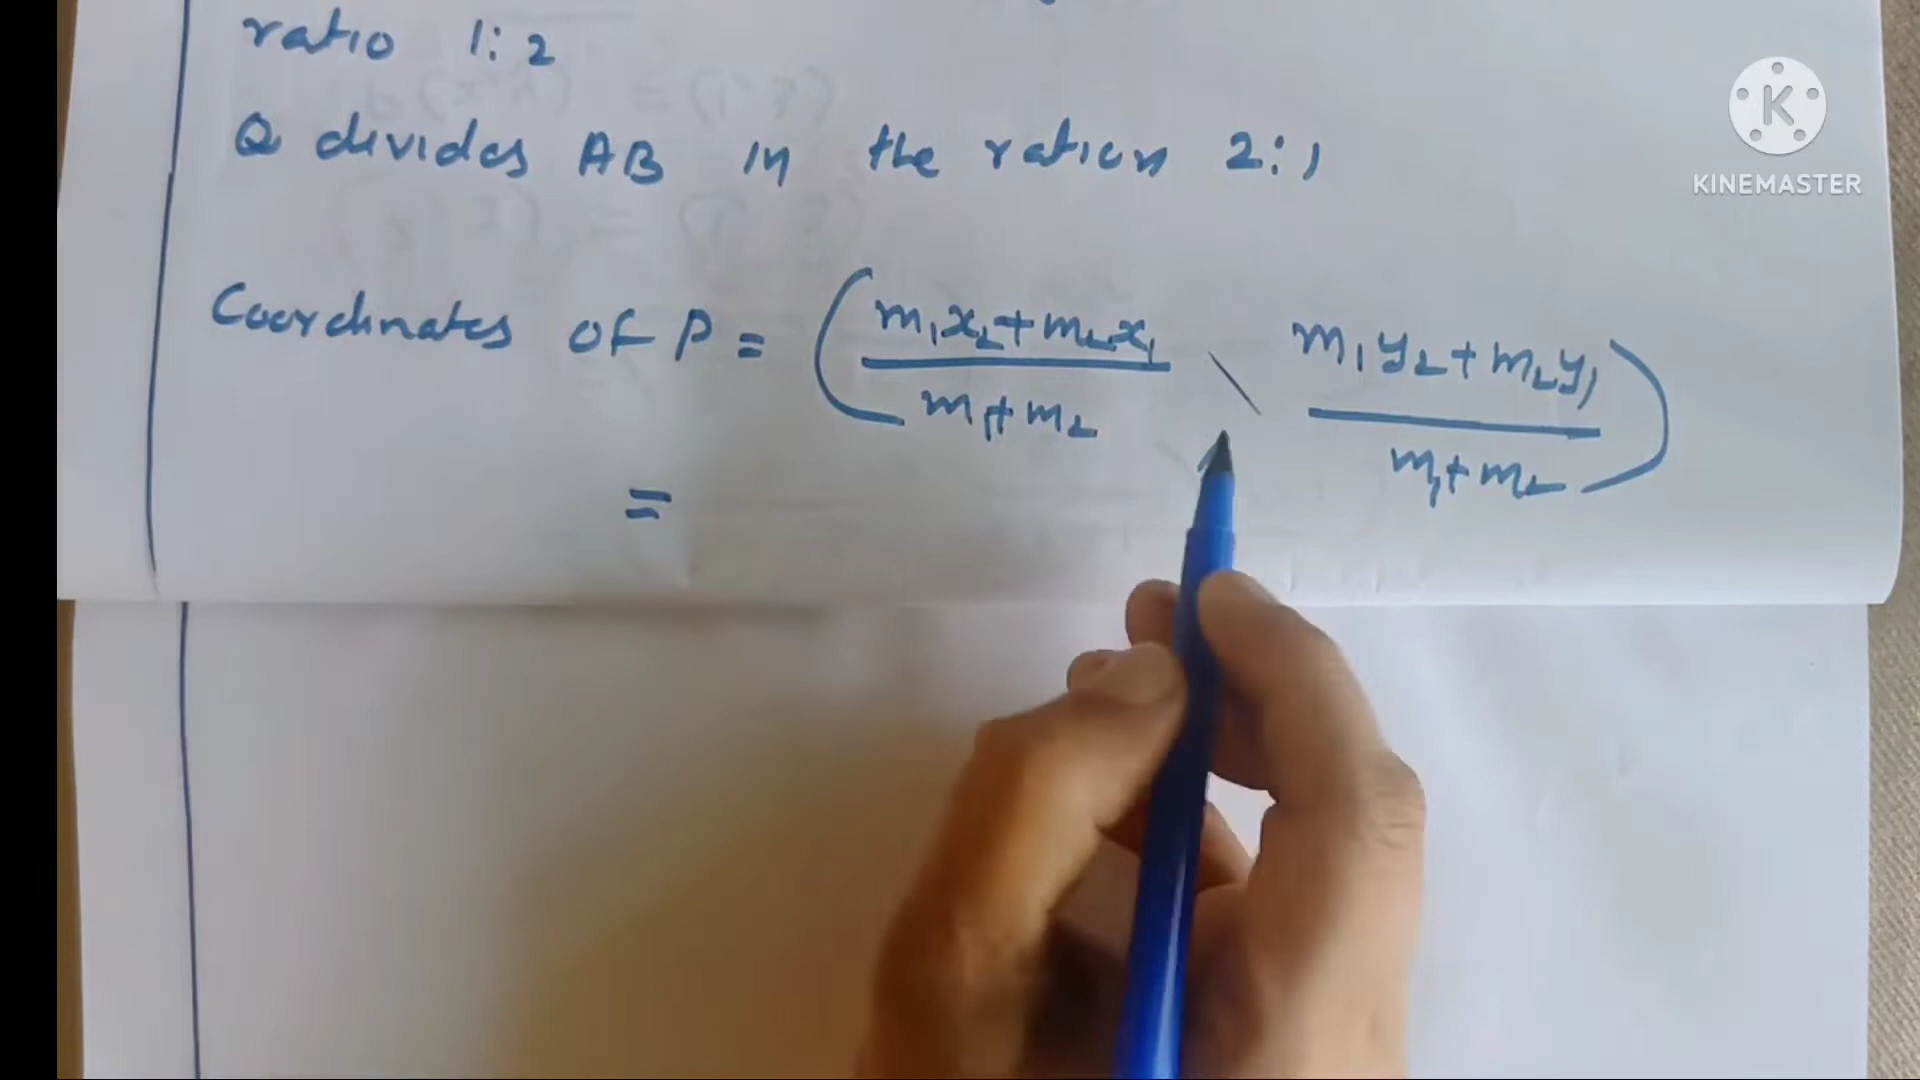 ratio 1:2
Q divides AB in the ration 2:1
Coordinates of P = (m₁x₂+m₂x₁ / m₁+m₂ , m₁y₂+m₂y₁ / m₁+m₂)
=
K
KINEMASTER